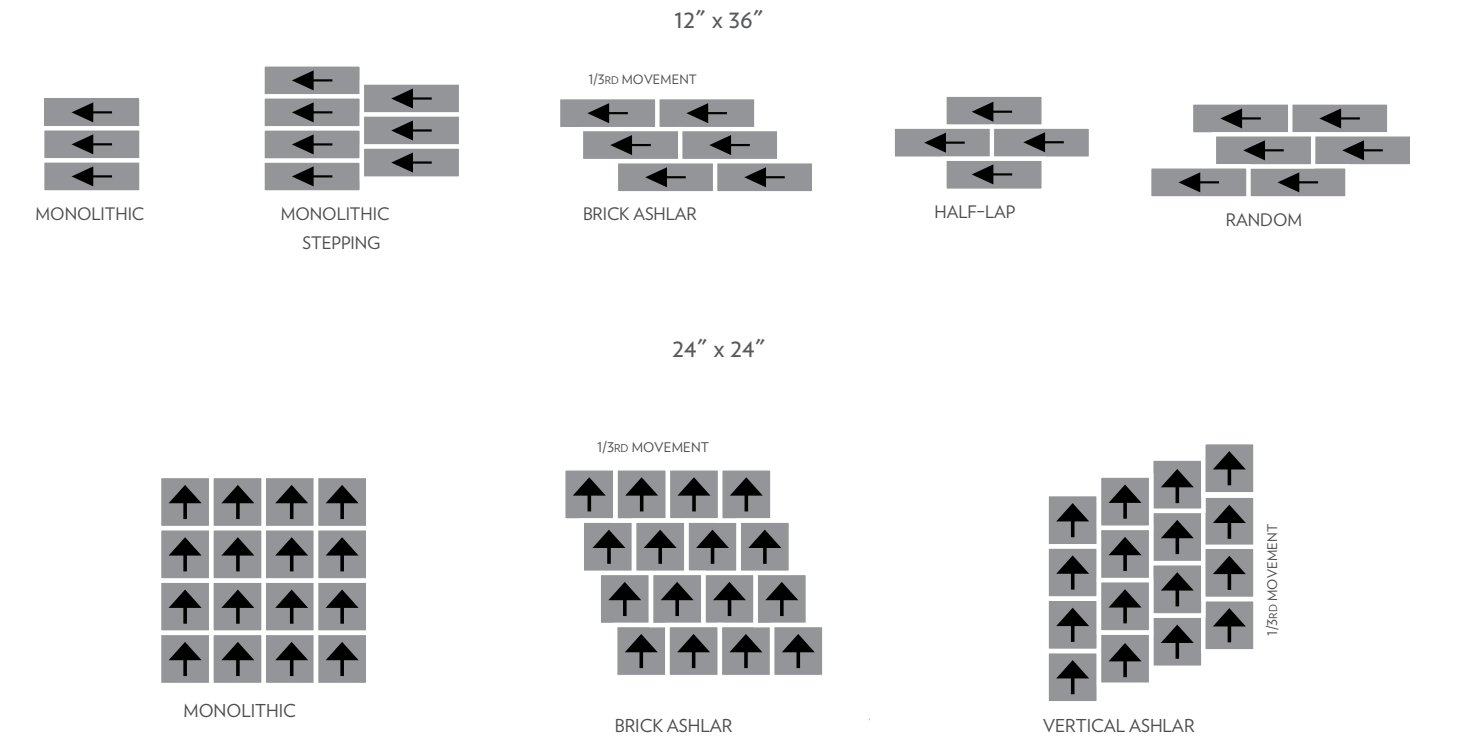 12″ x 36″
1/3RD MOVEMENT
MONOLITHIC
MONOLITHIC
STEPPING
BRICK ASHLAR
HALF-LAP
RANDOM
24″ x 24″
1/3RD MOVEMENT
1/3RD MOVEMENT
MONOLITHIC
BRICK ASHLAR
VERTICAL ASHLAR